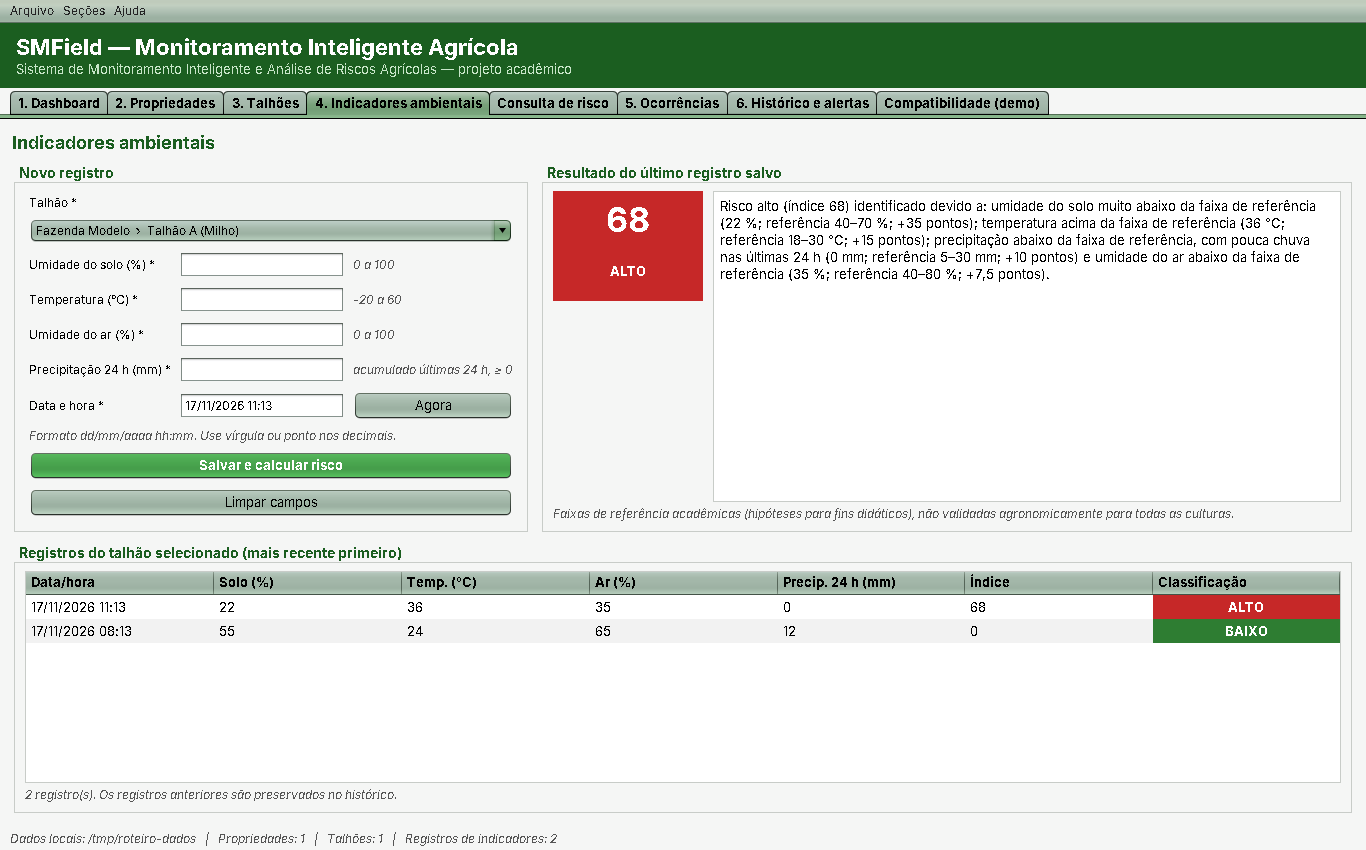 Arquivo Seções Ajuda
SMField — Monitoramento Inteligente Agrícola
Sistema de Monitoramento Inteligente e Análise de Riscos Agrícolas — projeto acadêmico
1. Dashboard 2. Propriedades 3. Talhões 4. Indicadores ambientais Consulta de risco 5. Ocorrências 6. Histórico e alertas Compatibilidade (demo)
Indicadores ambientais
Novo registro
Talhão *
Fazenda Modelo › Talhão A (Milho)
Umidade do solo (%) * 0 a 100
Temperatura (°C) * -20 a 60
Umidade do ar (%) * 0 a 100
Precipitação 24 h (mm) * acumulado últimas 24 h, ≥ 0
Data e hora * 17/11/2026 11:13 Agora
Formato dd/mm/aaaa hh:mm. Use vírgula ou ponto nos decimais.
Salvar e calcular risco
Limpar campos
Resultado do último registro salvo
68
ALTO
Risco alto (índice 68) identificado devido a: umidade do solo muito abaixo da faixa de referência
(22 %; referência 40–70 %; +35 pontos); temperatura acima da faixa de referência (36 °C;
referência 18–30 °C; +15 pontos); precipitação abaixo da faixa de referência, com pouca chuva
nas últimas 24 h (0 mm; referência 5–30 mm; +10 pontos) e umidade do ar abaixo da faixa de
referência (35 %; referência 40–80 %; +7,5 pontos).
Faixas de referência acadêmicas (hipóteses para fins didáticos), não validadas agronomicamente para todas as culturas.
Registros do talhão selecionado (mais recente primeiro)
Data/hora Solo (%) Temp. (°C) Ar (%) Precip. 24 h (mm) Índice Classificação
17/11/2026 11:13 22 36 35 0 68 ALTO
17/11/2026 08:13 55 24 65 12 0 BAIXO
2 registro(s). Os registros anteriores são preservados no histórico.
Dados locais: /tmp/roteiro-dados | Propriedades: 1 | Talhões: 1 | Registros de indicadores: 2